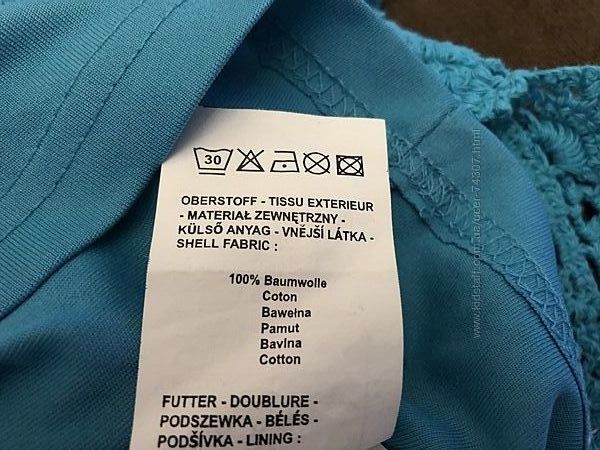 30
OBERSTOFF - TISSU EXTERIEUR
- MATERIAŁ ZEWNĘTRZNY -
KÜLSŐ ANYAG - VNĚJŠÍ LÁTKA -
SHELL FABRIC :
100% Baumwolle
Coton
Bawełna
Pamut
Bavlna
Cotton
FUTTER - DOUBLURE -
PODSZEWKA - BÉLÉS -
PODŠÍVKA - LINING :